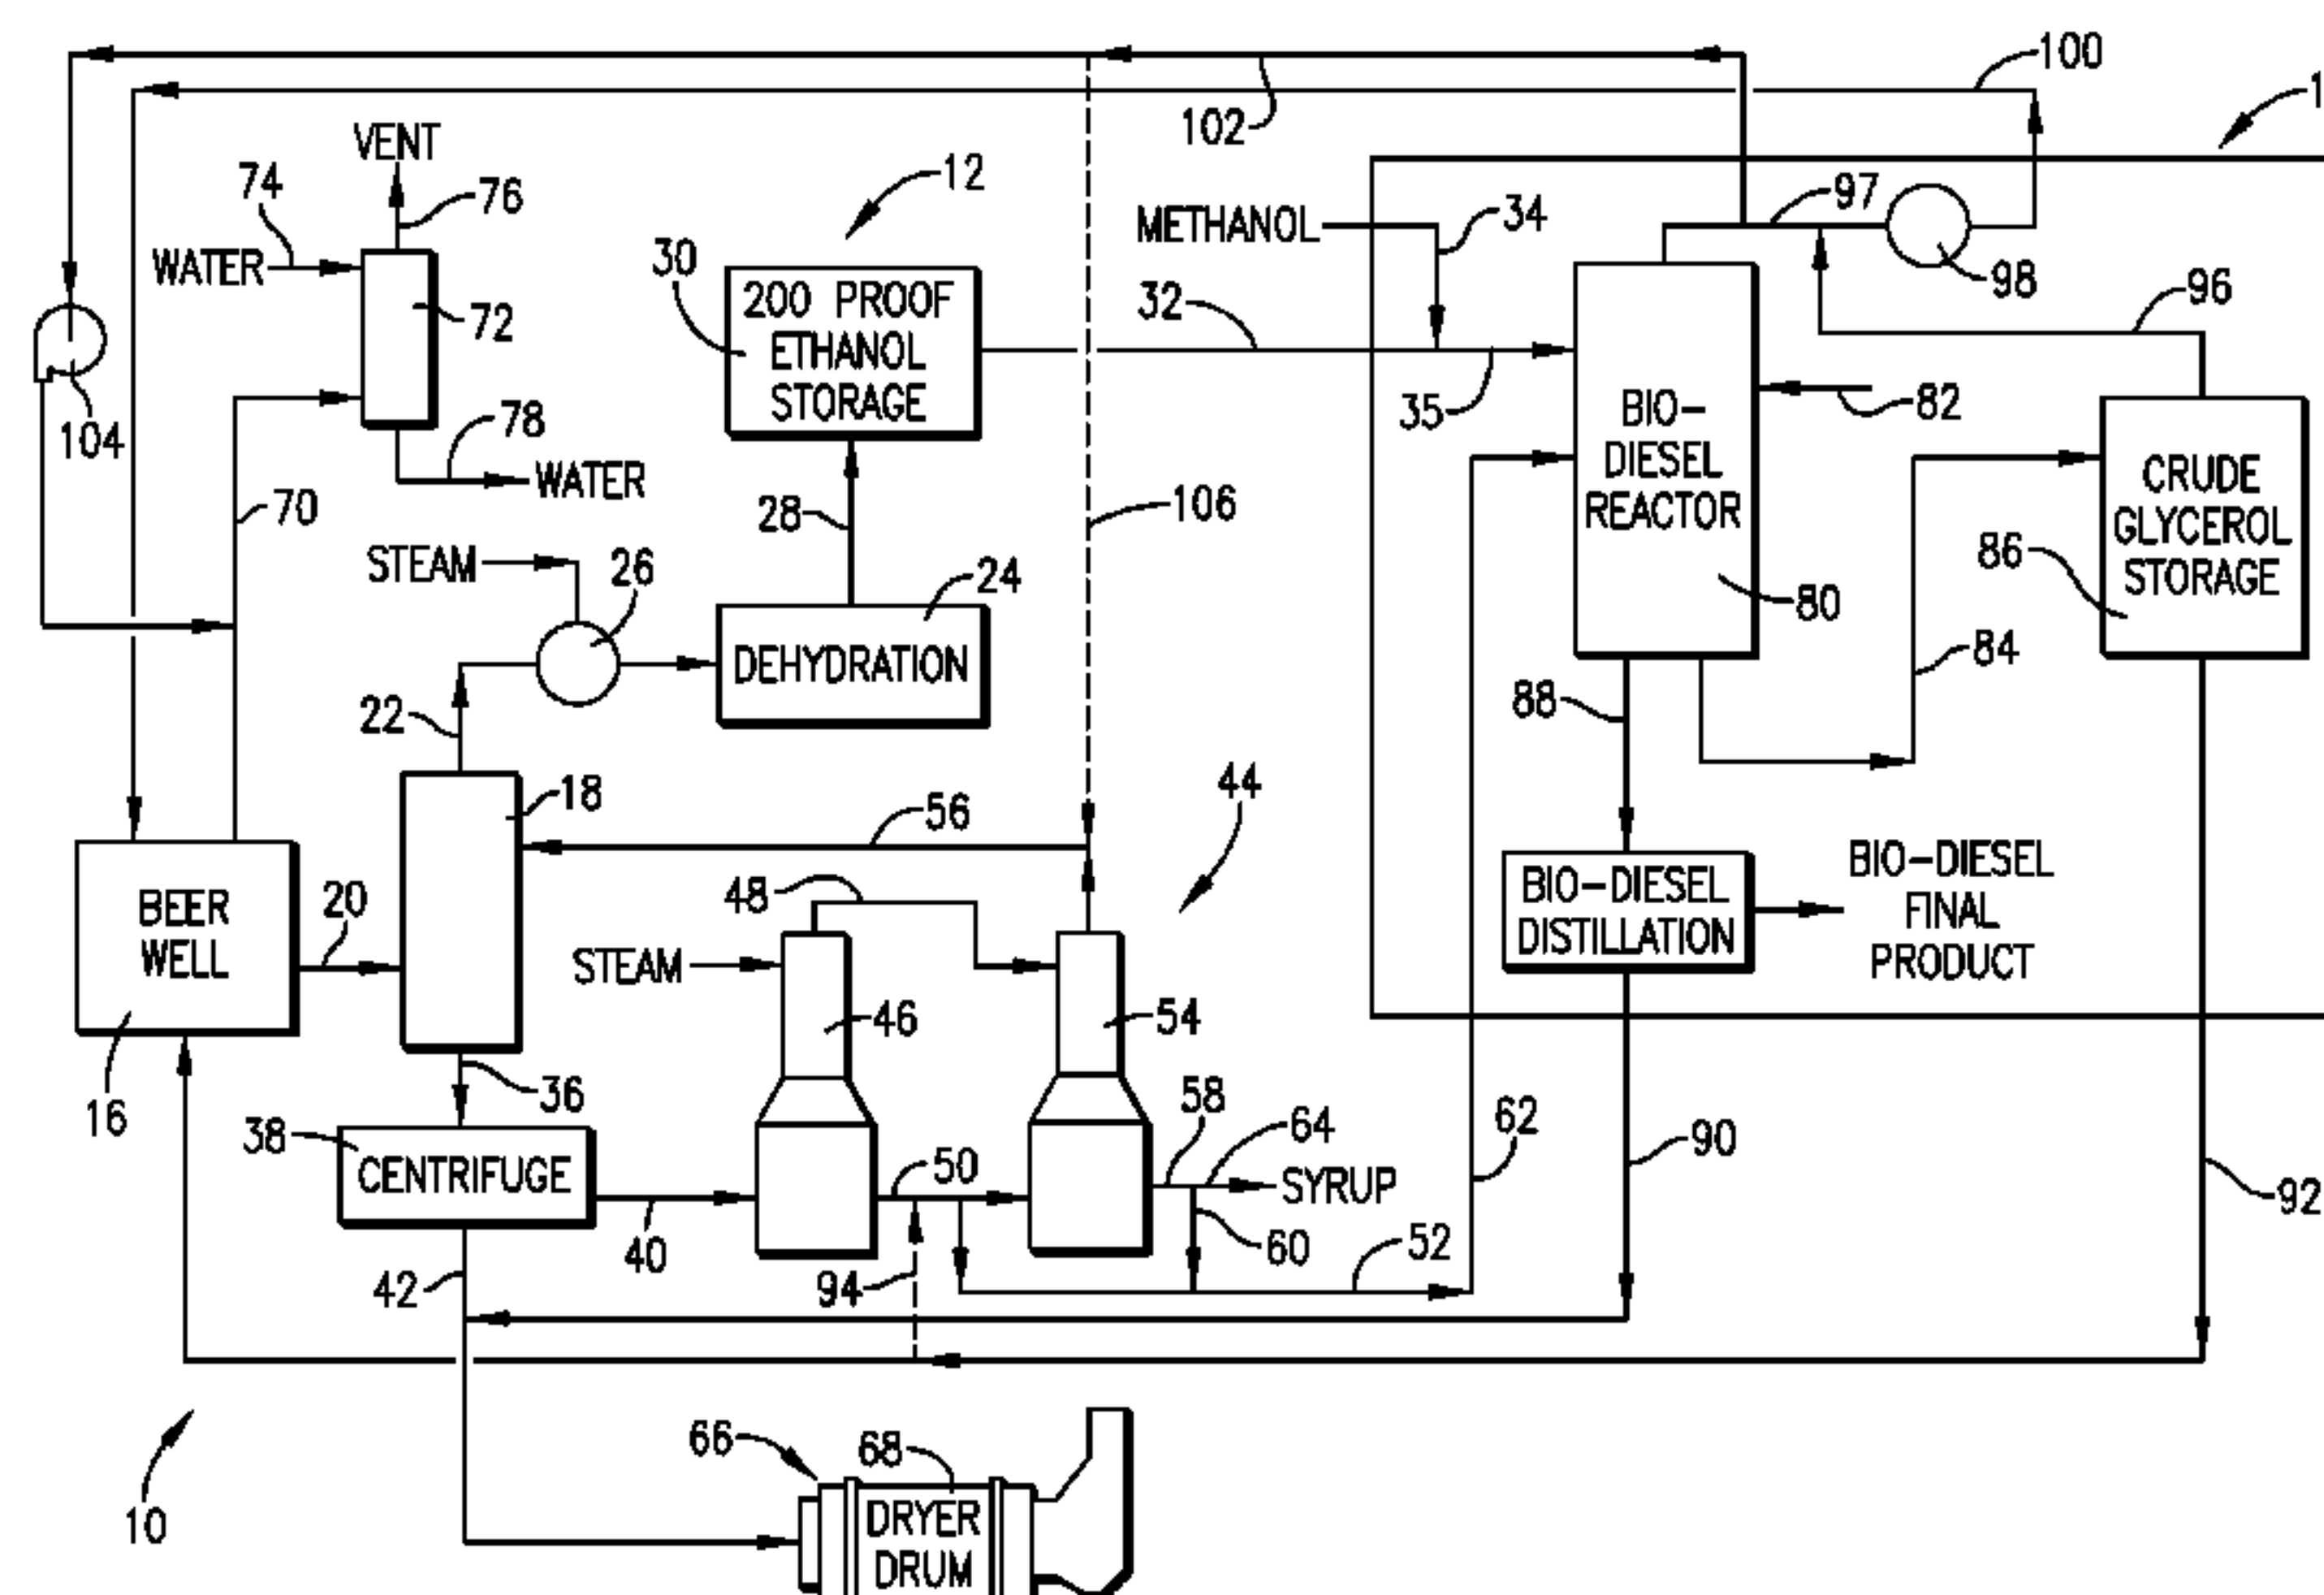 100
102
1
VENT
74
76
12
97
METHANOL
34
WATER
30
200 PROOF
ETHANOL
STORAGE
32
98
96
72
35
82
104
78
WATER
BIO-
DIESEL
REACTOR
CRUDE
GLYCEROL
STORAGE
70
28
106
86
STEAM
26
24
80
DEHYDRATION
84
22
88
18
44
56
BEER
WELL
20
48
BIO-DIESEL
DISTILLATION
BIO-DIESEL
FINAL
PRODUCT
STEAM
46
54
16
36
38
CENTRIFUGE
50
58
64
62
90
SYRUP
92
40
60
52
42
94
66
68
10
DRYER
DRUM